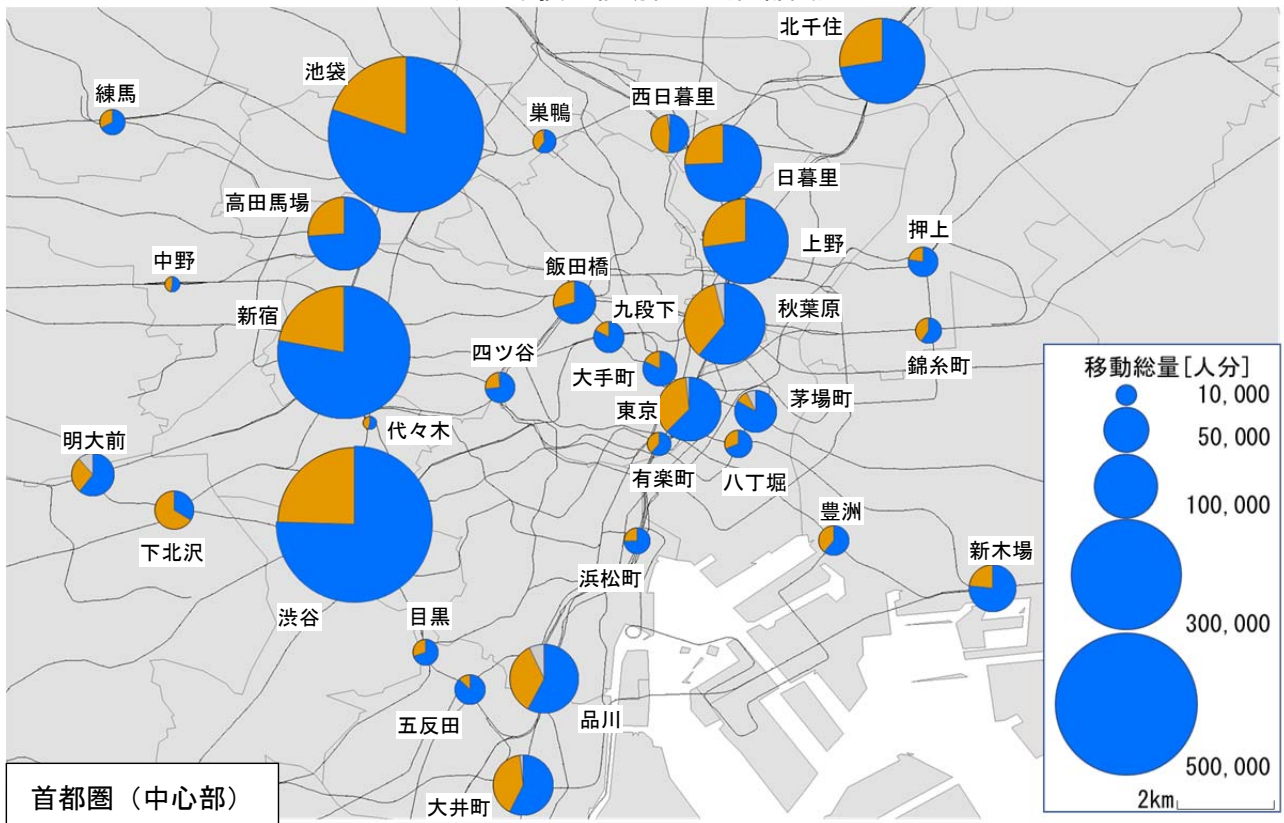 北千住
池袋
練馬
巣鴨
西日暮里
日暮里
高田馬場
上野
押上
中野
飯田橋
九段下
秋葉原
新宿
四ツ谷
大手町
錦糸町
東京
茅場町
代々木
明大前
有楽町
八丁堀
下北沢
豊洲
新木場
浜松町
渋谷
目黒
五反田
品川
大井町
移動総量[人分]
10,000
50,000
100,000
300,000
500,000
2km
首都圏（中心部）